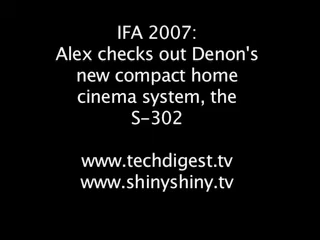 IFA 2007:
Alex checks out Denon's
new compact home
cinema system, the
S-302
www.techdigest.tv
www.shinyshiny.tv